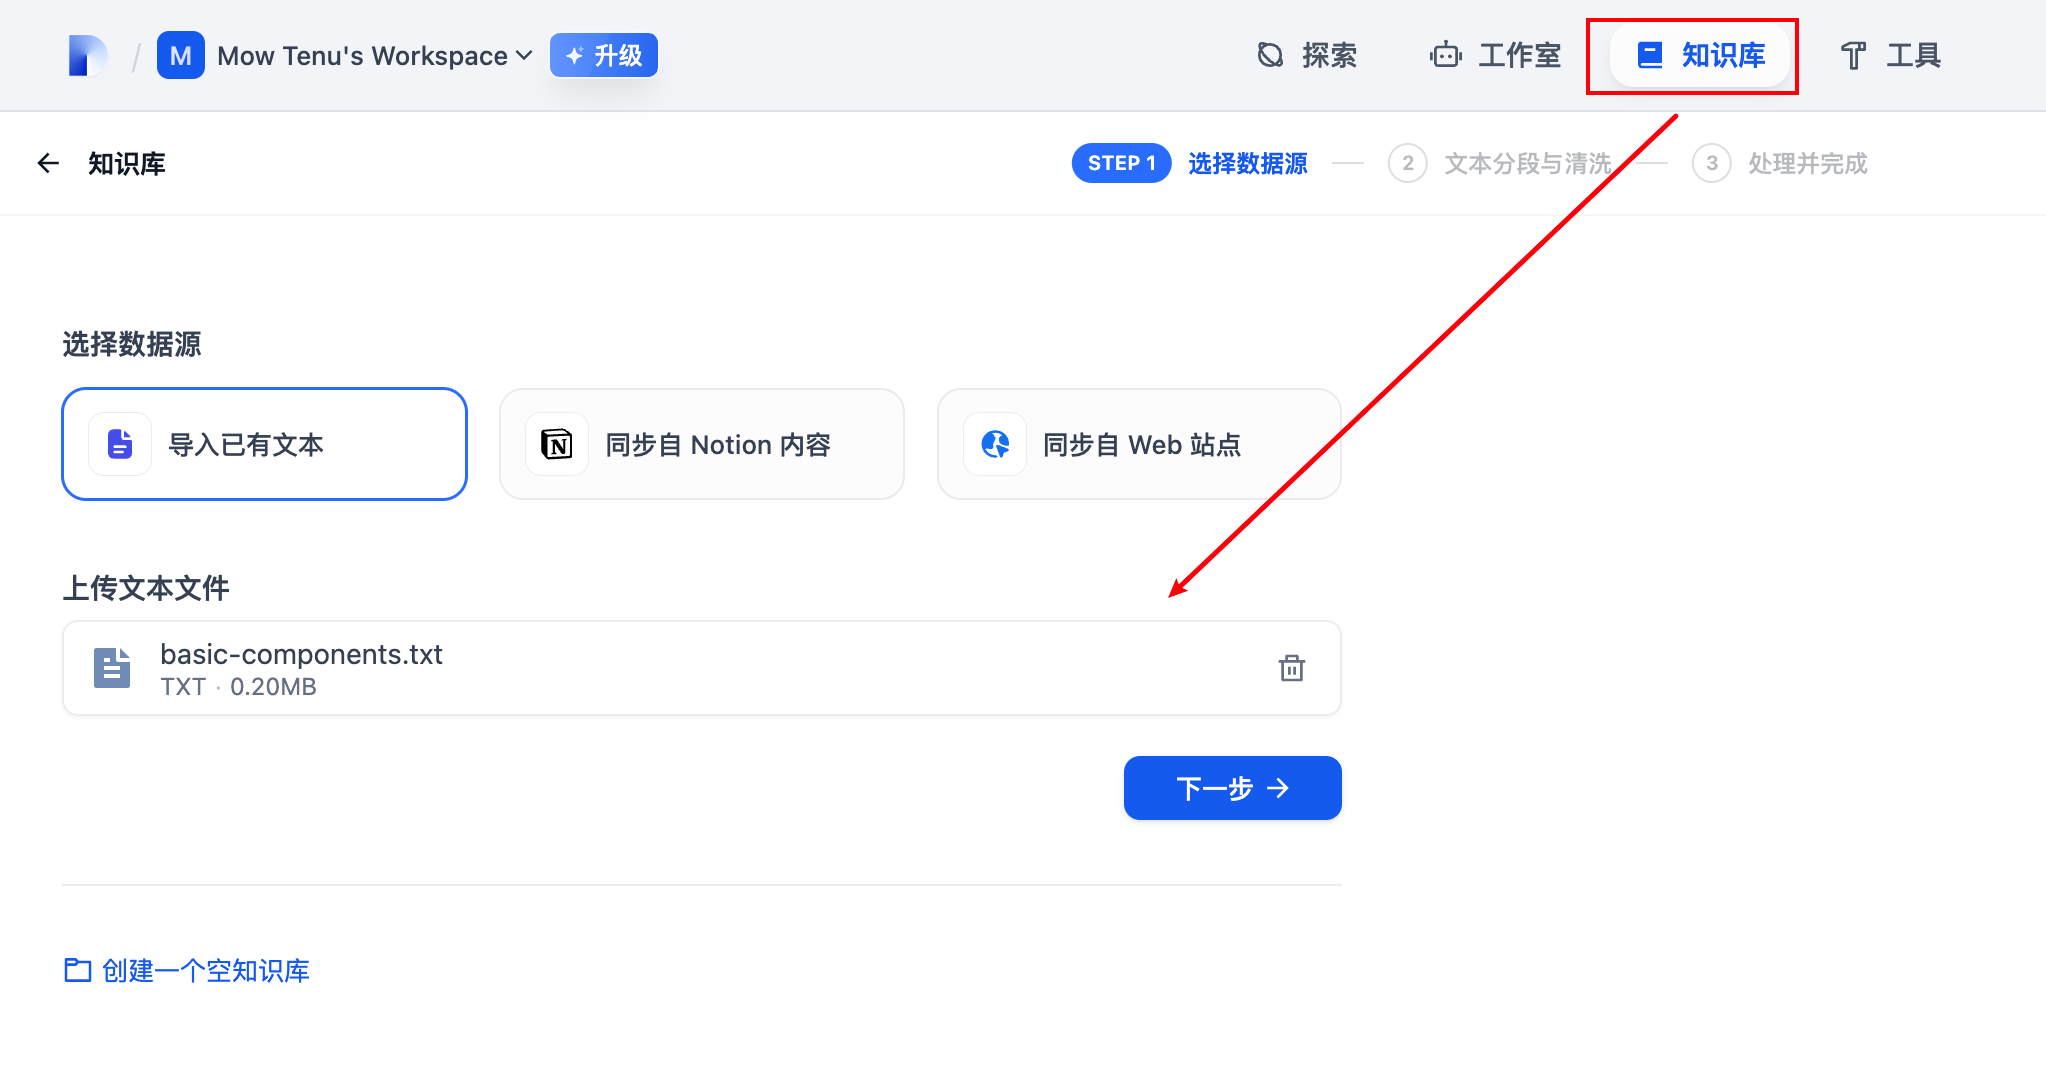 M Mow Tenu's Workspace 升级 探索 工作室 知识库 工具
知识库 STEP 1 选择数据源 2 文本分段与清洗 3 处理并完成
选择数据源
导入已有文本 同步自 Notion 内容 同步自 Web 站点
上传文本文件
basic-components.txt
TXT · 0.20MB
下一步
创建一个空知识库